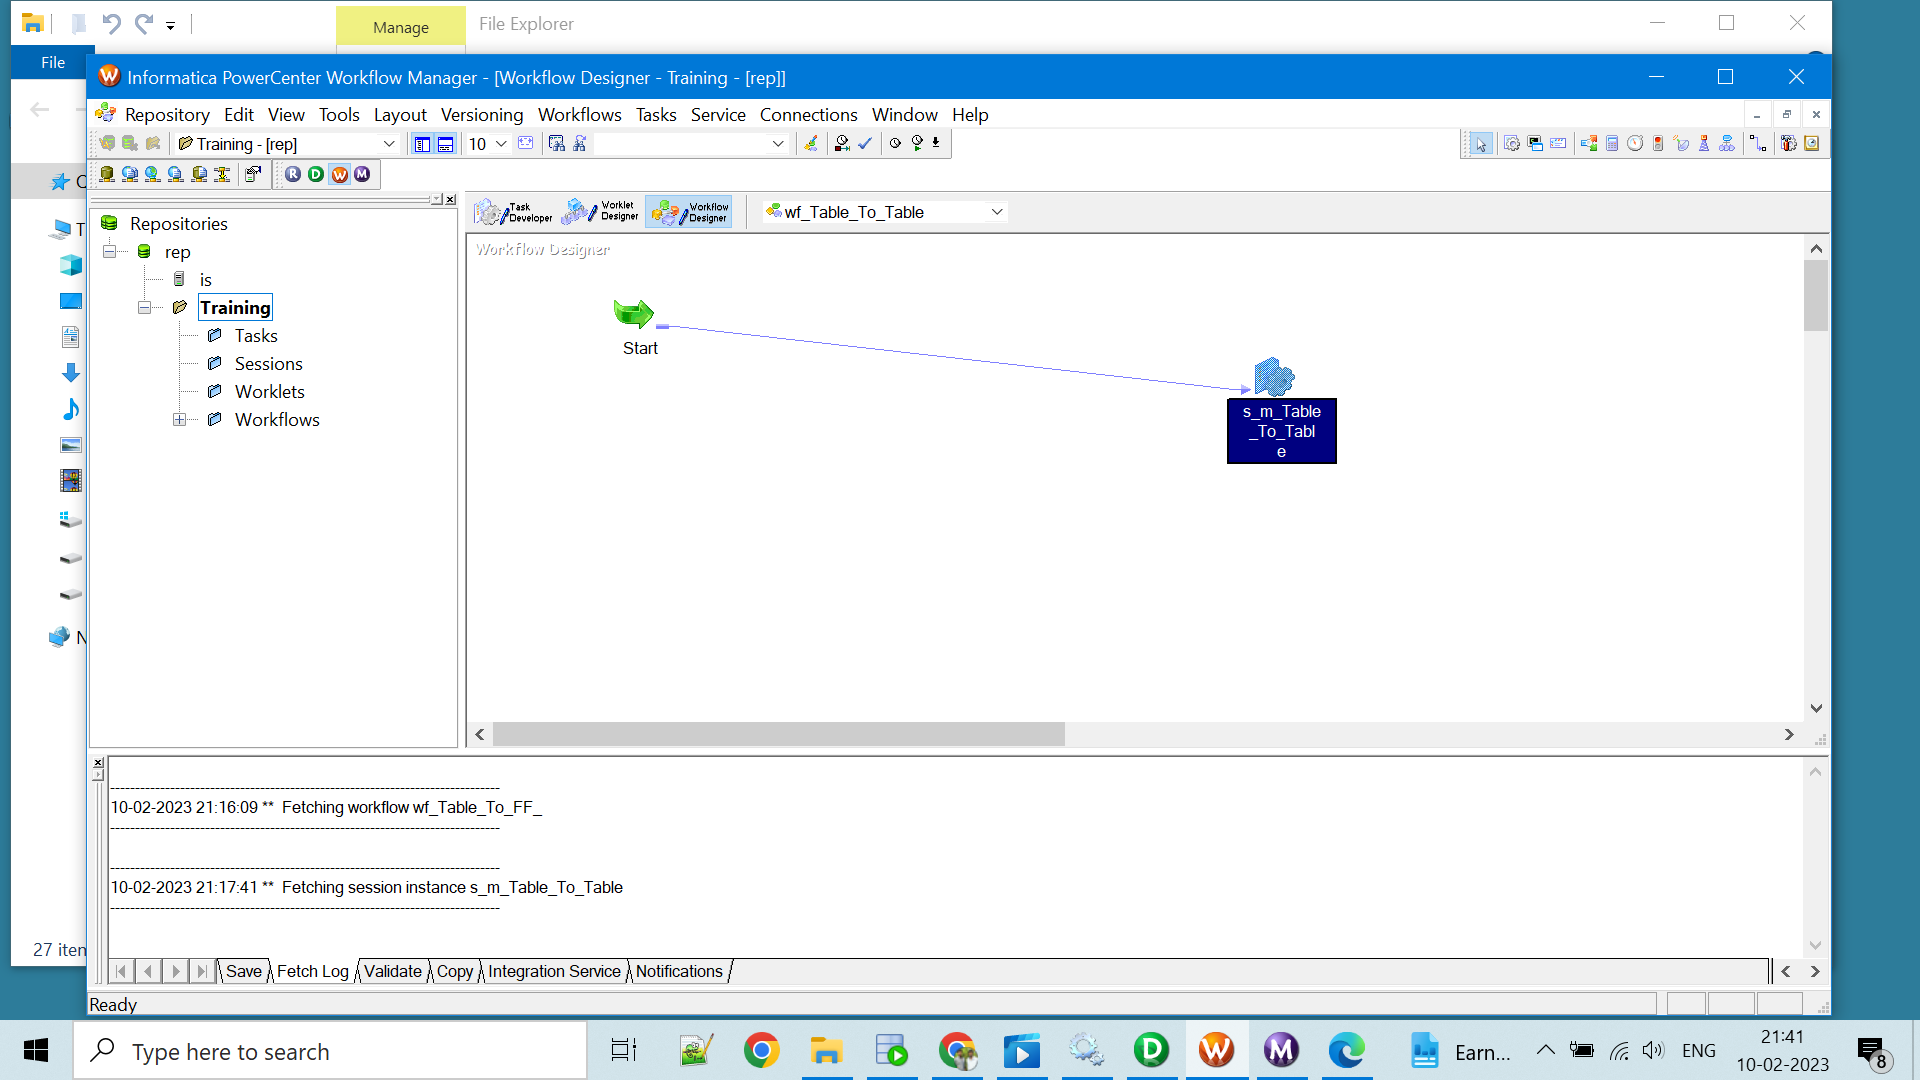 Manage
File Explorer
File
Informatica PowerCenter Workflow Manager - [Workflow Designer - Training - [rep]]
Repository Edit View Tools Layout Versioning Workflows Tasks Service Connections Window Help
Training - [rep]
10
R D W M
Task Developer
Worklet Designer
Workflow Designer
wf_Table_To_Table
Repositories
rep
is
Training
Tasks
Sessions
Worklets
Workflows
Workflow Designer
Start
s_m_Table
_To_Tabl
e
27 iten
----------------------------------------------------------------------
10-02-2023 21:16:09 ** Fetching workflow wf_Table_To_FF_
----------------------------------------------------------------------
----------------------------------------------------------------------
10-02-2023 21:17:41 ** Fetching session instance s_m_Table_To_Table
----------------------------------------------------------------------
Save Fetch Log Validate Copy Integration Service Notifications
Ready
Type here to search
D W M
Earn...
ENG
21:41
10-02-2023
8